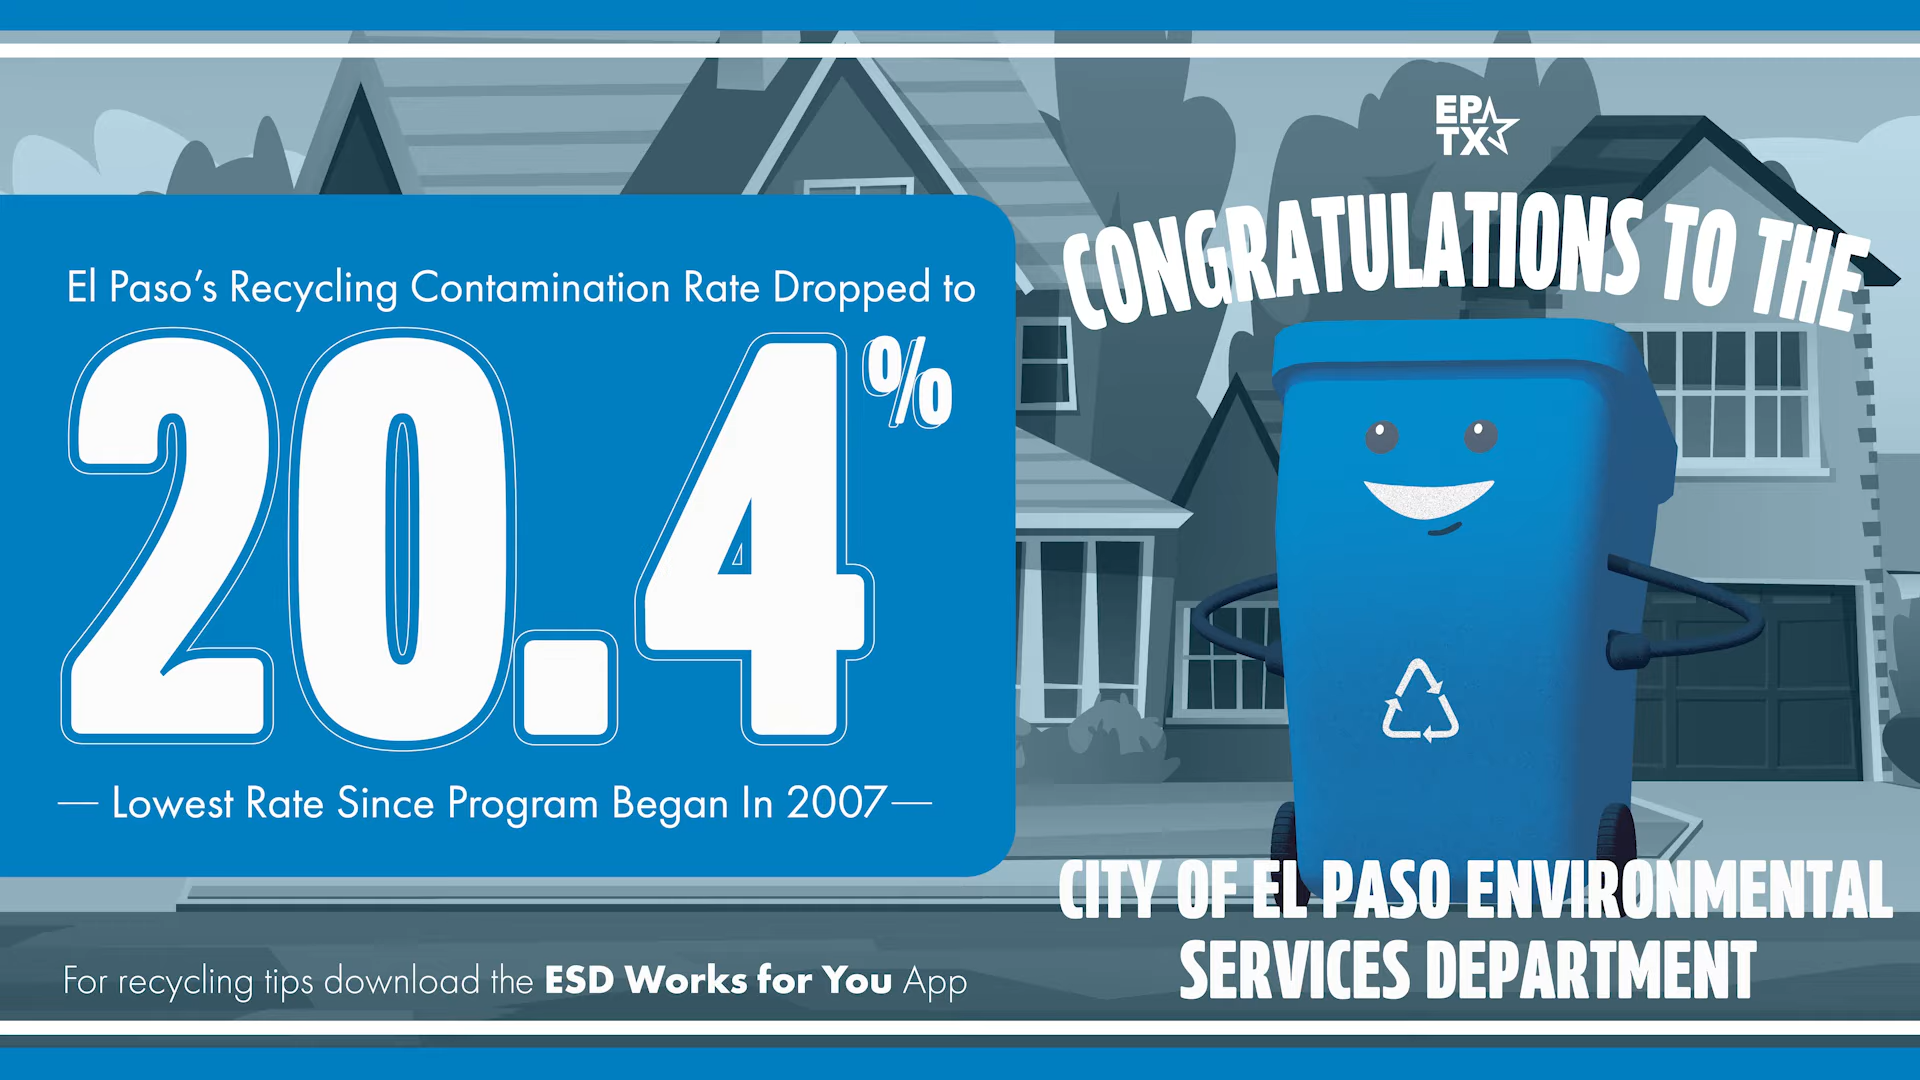 El Paso's Recycling Contamination Rate Dropped to
20.4%
— Lowest Rate Since Program Began In 2007 —
For recycling tips download the ESD Works for You App
EP
TX
CONGRATULATIONS TO THE
CITY OF EL PASO ENVIRONMENTAL
SERVICES DEPARTMENT